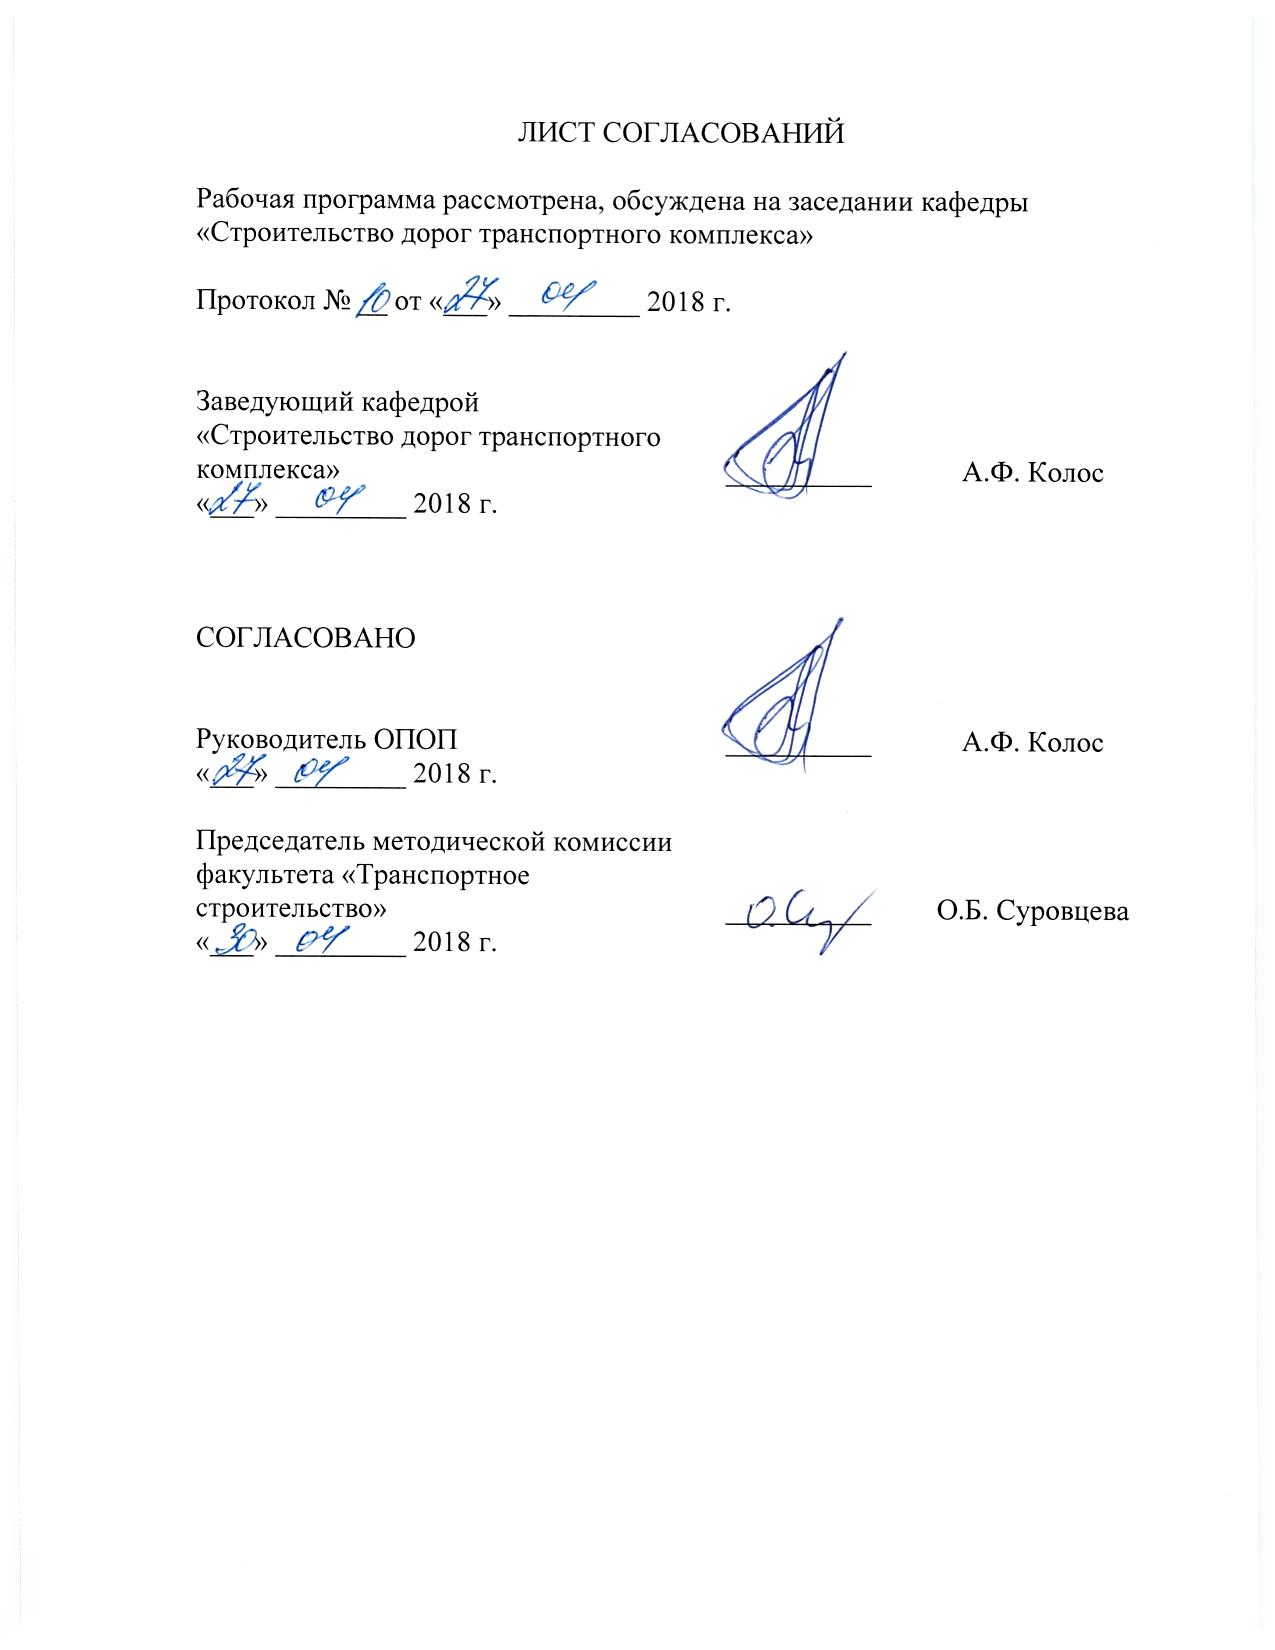 ЛИСТ СОГЛАСОВАНИЙ
Рабочая программа рассмотрена, обсуждена на заседании кафедры
«Строительство дорог транспортного комплекса»
Протокол № 10 от «27» 04 2018 г.
Заведующий кафедрой
«Строительство дорог транспортного
комплекса» А.Ф. Колос
«27» 04 2018 г.
СОГЛАСОВАНО
Руководитель ОПОП А.Ф. Колос
«27» 04 2018 г.
Председатель методической комиссии
факультета «Транспортное
строительство» О.Б. Суровцева
«30» 04 2018 г.